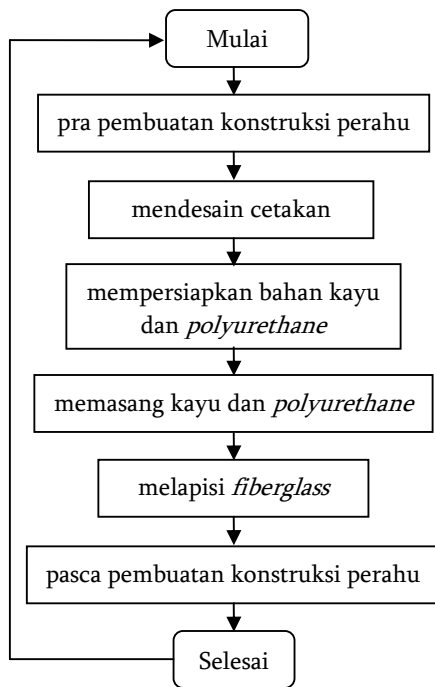 Mulai
pra pembuatan konstruksi perahu
mendesain cetakan
mempersiapkan bahan kayu
dan polyurethane
memasang kayu dan polyurethane
melapisi fiberglass
pasca pembuatan konstruksi perahu
Selesai